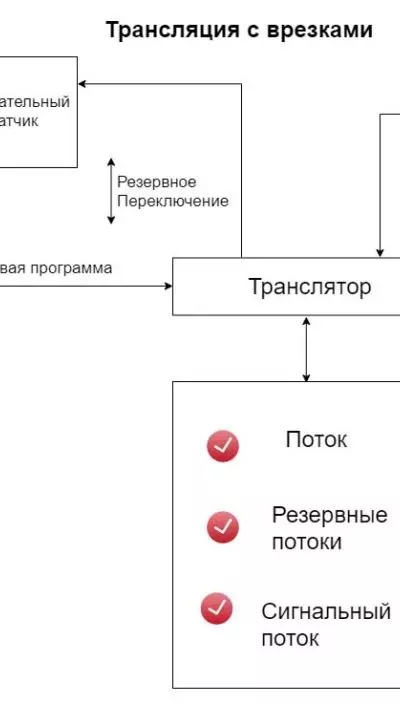 Трансляция с врезками
ательный
атчик
Резервное
Переключение
вая программа
Транслятор
Поток
Резервные
потоки
Сигнальный
поток